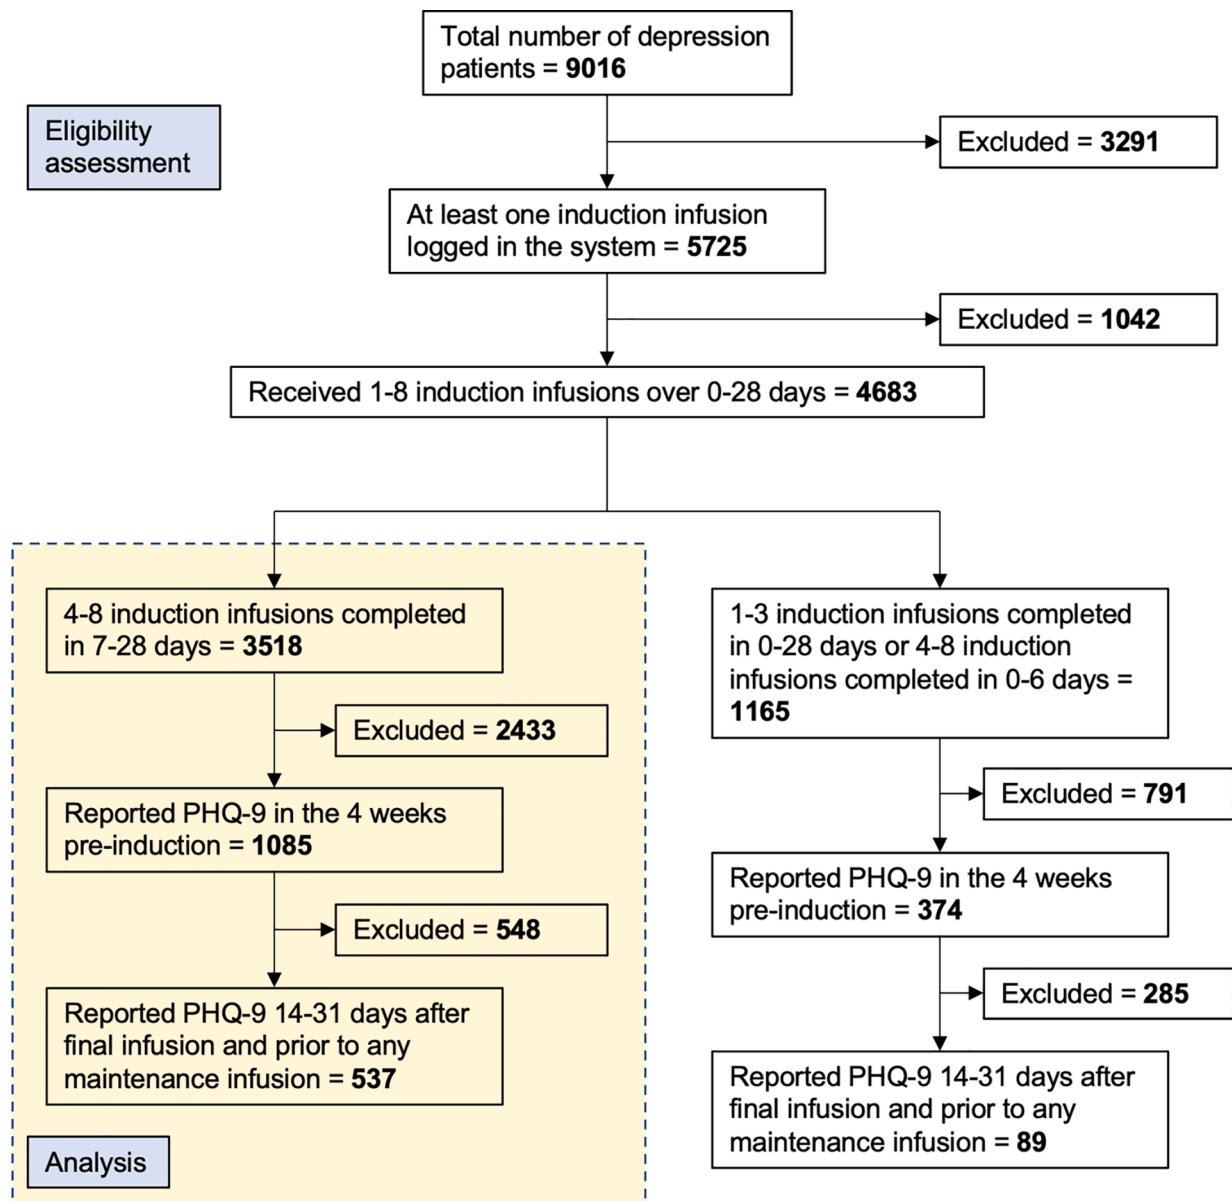 Total number of depression
patients = 9016
Eligibility
assessment
Excluded = 3291
At least one induction infusion
logged in the system = 5725
Excluded = 1042
Received 1-8 induction infusions over 0-28 days = 4683
4-8 induction infusions completed
in 7-28 days = 3518
Excluded = 2433
Reported PHQ-9 in the 4 weeks
pre-induction = 1085
Excluded = 548
Reported PHQ-9 14-31 days after
final infusion and prior to any
maintenance infusion = 537
Analysis
1-3 induction infusions completed
in 0-28 days or 4-8 induction
infusions completed in 0-6 days =
1165
Excluded = 791
Reported PHQ-9 in the 4 weeks
pre-induction = 374
Excluded = 285
Reported PHQ-9 14-31 days after
final infusion and prior to any
maintenance infusion = 89